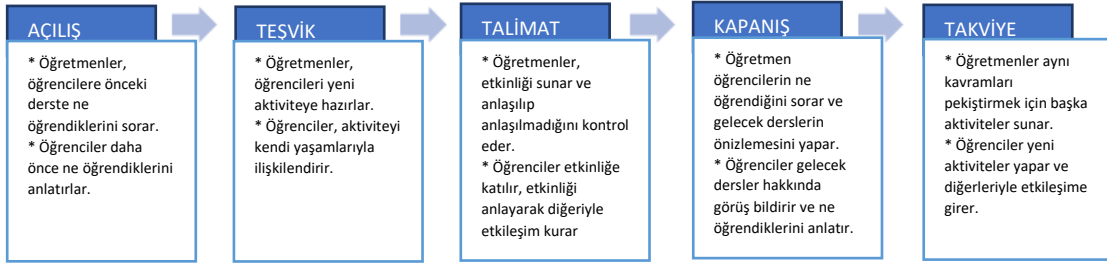 AÇILIŞ
* Öğretmenler,
öğrencilere önceki
derste ne
öğrendiklerini sorar.
* Öğrenciler daha
önce ne öğrendiklerini
anlatırlar.
TEŞVİK
* Öğretmenler,
örgencileri yeni
aktiviteye hazırlar.
* Öğrenciler, aktiviteyi
kendi yaşamlarıyla
ilişkilendirir.
TALİMAT
* Öğretmenler,
etkinliği sunar ve
anlaşılıp
anlaşılmadığını kontrol
eder.
* Öğrenciler etkinliğe
katılır, etkinliği
anlayarak diğeriyle
etkileşim kurar
KAPANIŞ
* Öğretmen
öğrencilerin ne
öğrendiğini sorar ve
gelecek derslerin
önizlemesini yapar.
* Öğrenciler gelecek
dersler hakkında
görüş bildirir ve ne
öğrendiklerini anlatır.
TAKVİYE
* Öğretmenler aynı
kavramları
pekiştirmek için başka
aktiviteler sunar.
* Öğrenciler yeni
aktiviteler yapar ve
diğerleriyle etkileşime
girer.